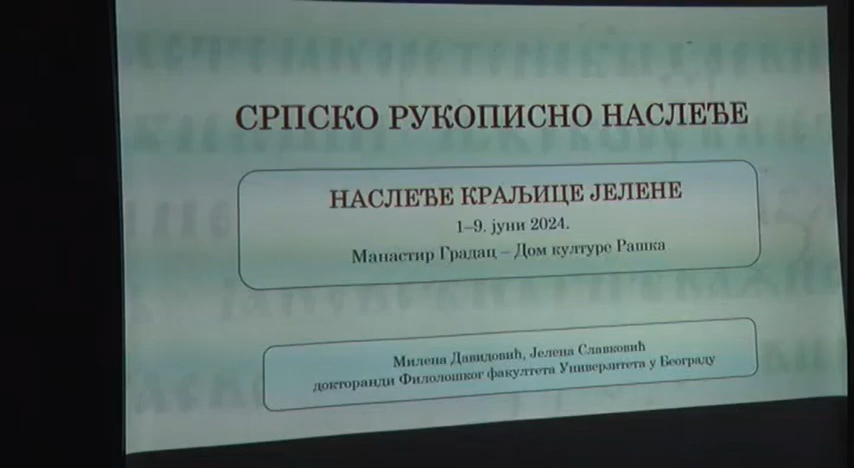 СРПСКО РУКОПИСНО НАСЛЕЂЕ
НАСЛЕЂЕ КРАЉИЦЕ ЈЕЛЕНЕ
1–9. јуни 2024.
Манастир Градац – Дом културе Рашка
Милена Давидовић, Јелена Славковић
докторанди Филолошког факултета Универзитета у Београду